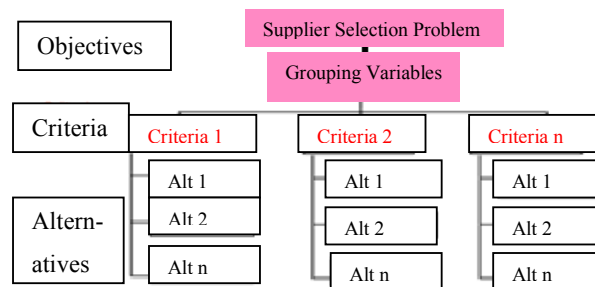 Objectives
Supplier Selection Problem
Grouping Variables
Criteria
Criteria 1
Criteria 2
Criteria n
Altern-
atives
Alt 1
Alt 2
Alt n
Alt 1
Alt 2
Alt n
Alt 1
Alt 2
Alt n